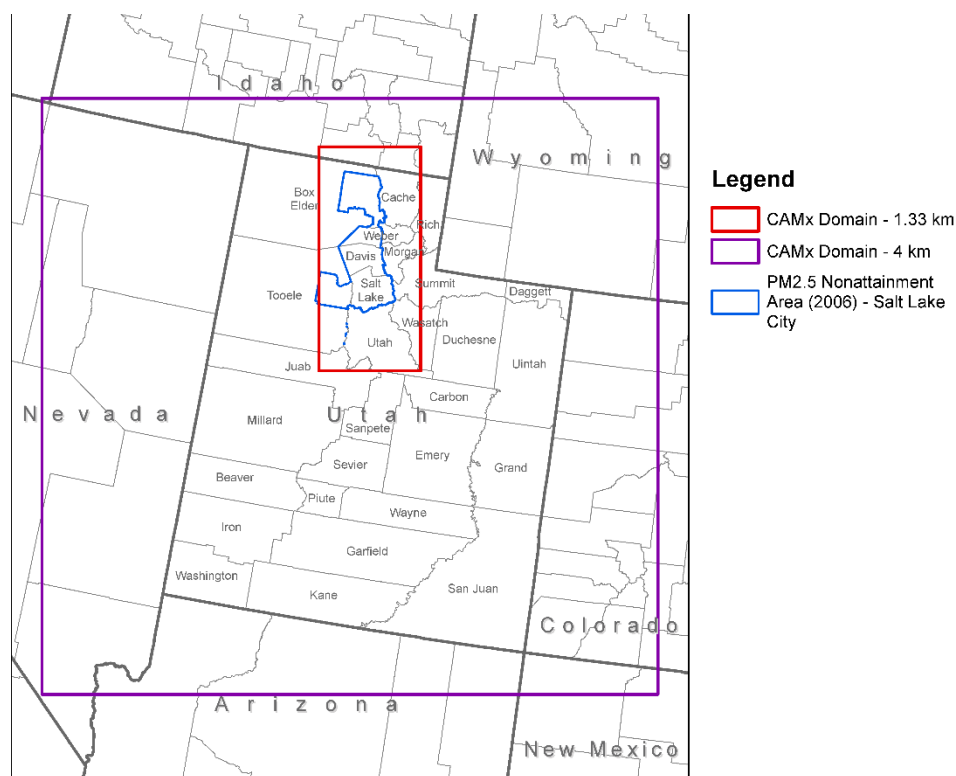 Idaho
Wyoming
Box
Elder
Cache
Rich
Weber
Morgan
Davis
Salt
Lake
Summit
Daggett
Tooele
Wasatch
Duchesne
Utah
Uintah
Juab
Carbon
Nevada
Utah
Millard
Sanpete
Emery
Grand
Sevier
Beaver
Piute
Wayne
Iron
Garfield
Washington
Kane
San Juan
Colorado
Arizona
New Mexico
Legend
CAMx Domain - 1.33 km
CAMx Domain - 4 km
PM2.5 Nonattainment
Area (2006) - Salt Lake
City